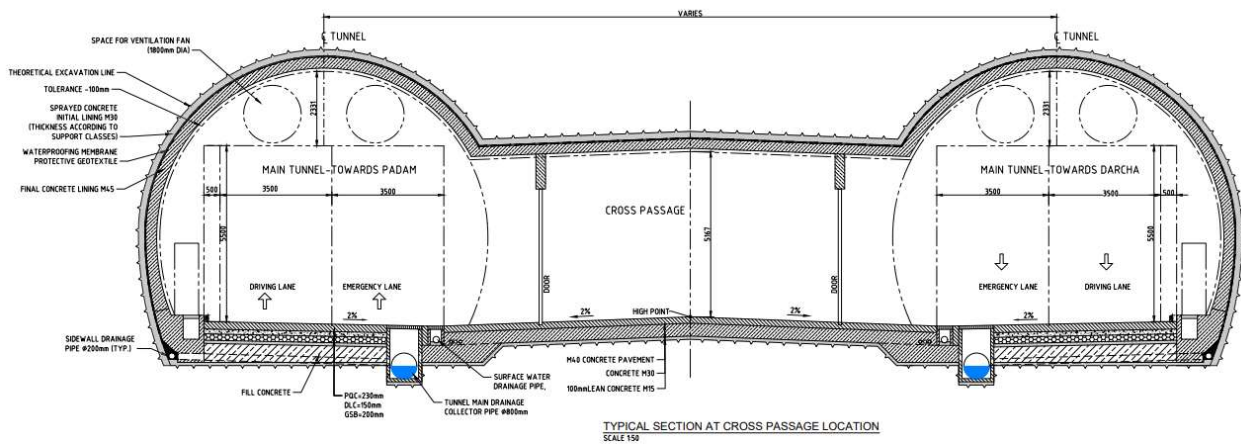 VARIES
℄ TUNNEL
℄ TUNNEL
SPACE FOR VENTILATION FAN
(1800mm DIA)
THEORETICAL EXCAVATION LINE
TOLERANCE -100mm
SPRAYED CONCRETE
INITIAL LINING M30
(THICKNESS ACCORDING TO
SUPPORT CLASSES)
WATERPROOFING MEMBRANE
PROTECTIVE GEOTEXTILE
FINAL CONCRETE LINING M45
2331
2331
MAIN TUNNEL-TOWARDS PADAM
MAIN TUNNEL-TOWARDS DARCHA
500
3500
3500
3500
3500
500
5500
5500
CROSS PASSAGE
5167
DOOR
DOOR
DRIVING LANE
EMERGENCY LANE
EMERGENCY LANE
DRIVING LANE
2%
2%
HIGH POINT
2%
2%
SIDEWALL DRAINAGE
PIPE Ø200mm (TYP.)
FILL CONCRETE
PQC=230mm
DLC=150mm
GSB=200mm
SURFACE WATER
DRAINAGE PIPE,
TUNNEL MAIN DRAINAGE
COLLECTOR PIPE Ø800mm
M40 CONCRETE PAVEMENT
CONCRETE M30
100mmLEAN CONCRETE M15
TYPICAL SECTION AT CROSS PASSAGE LOCATION
SCALE 1:50